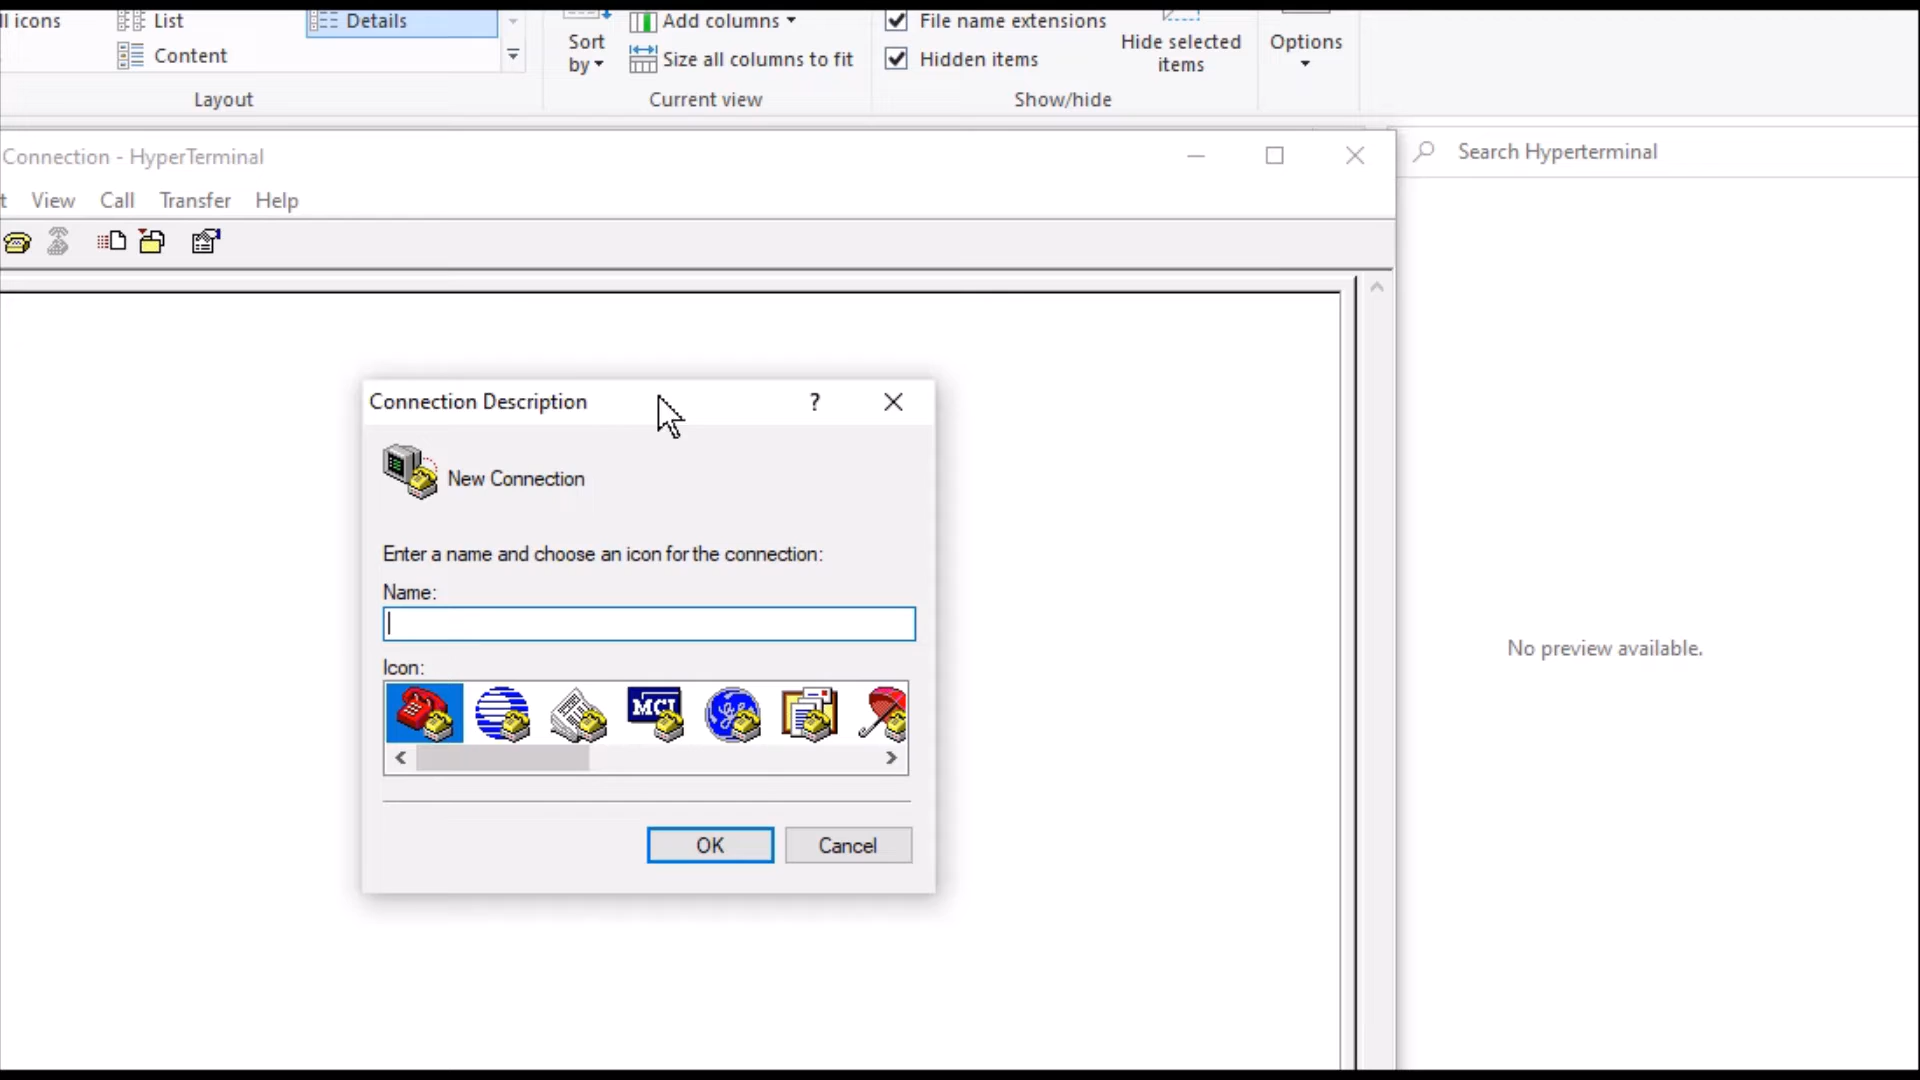 ll icons
List
Details
Content
Layout
Sort by
Add columns
Size all columns to fit
Current view
File name extensions
Hidden items
Hide selected items
Show/hide
Options
Connection - HyperTerminal
t View Call Transfer Help
Search Hyperterminal
Connection Description
?
New Connection
Enter a name and choose an icon for the connection:
Name:
Icon:
MCI
OK
Cancel
No preview available.